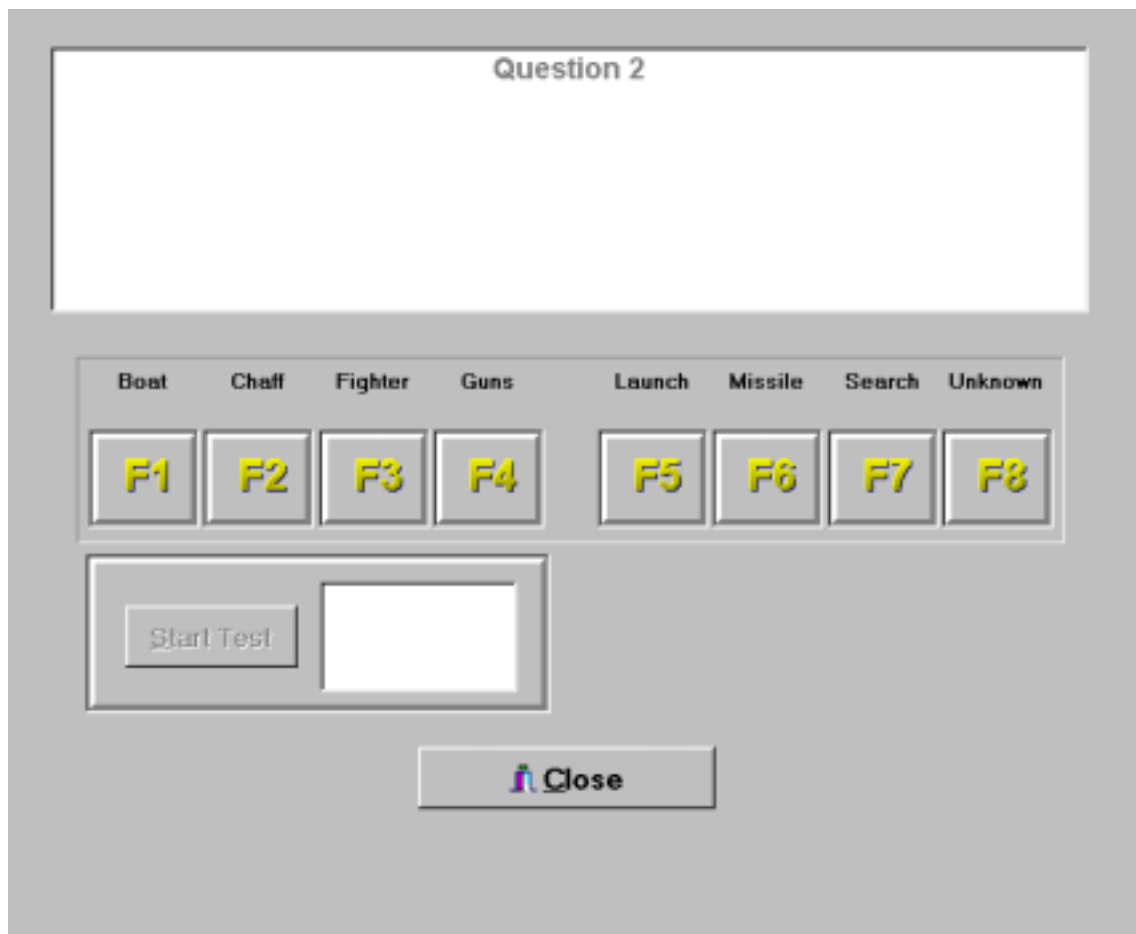 Question 2
Boat Chaff Fighter Guns Launch Missile Search Unknown
F1 F2 F3 F4 F5 F6 F7 F8
Start Test
Close